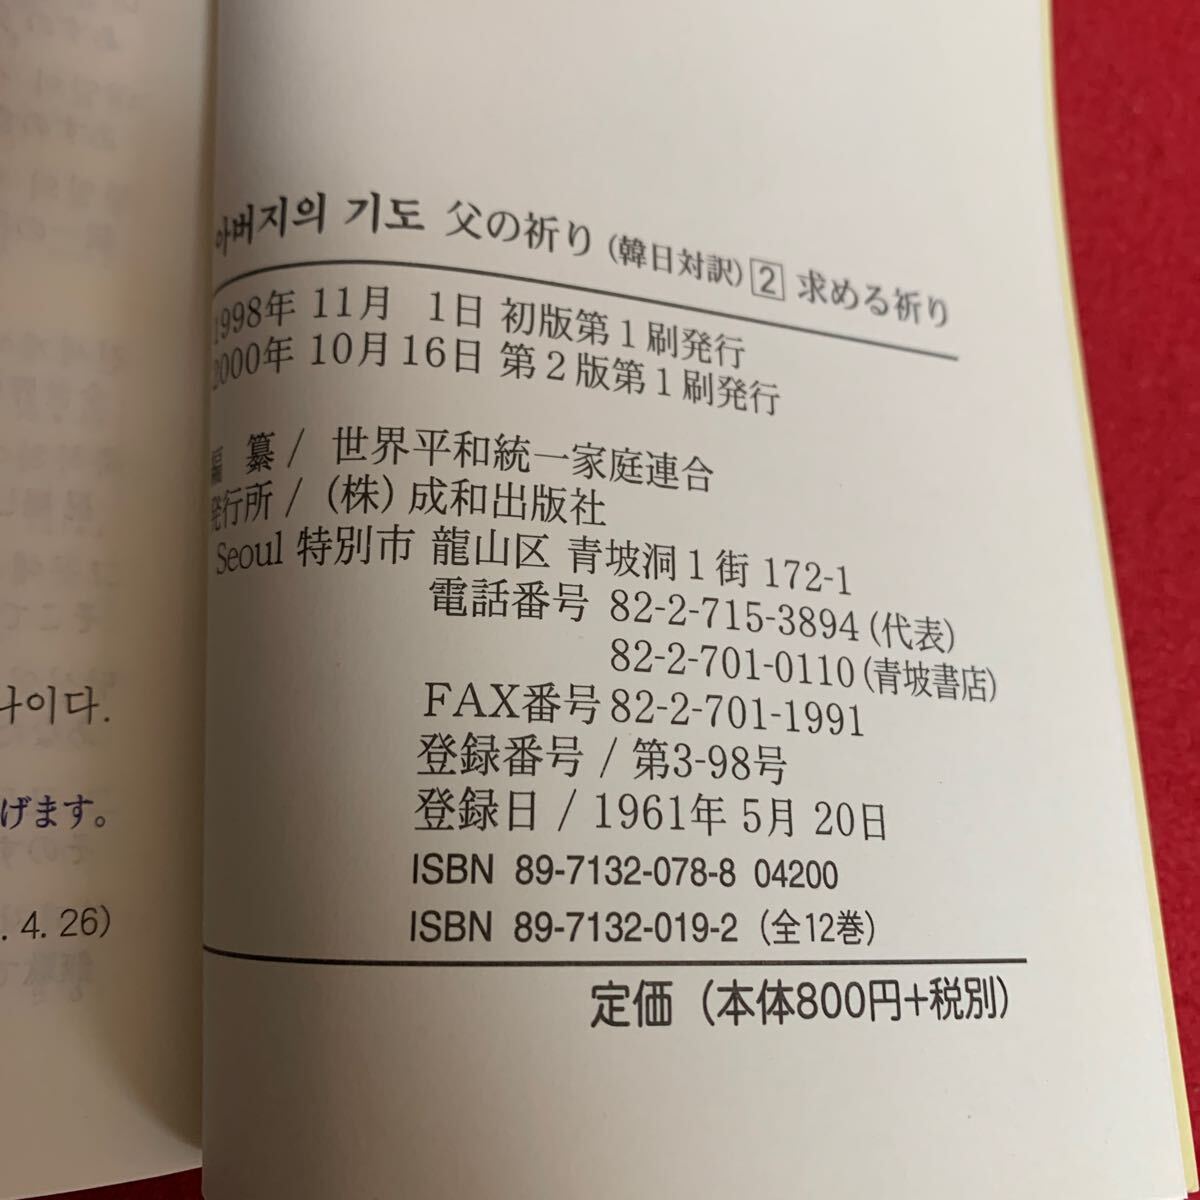 아버지의 기도 父の祈り (韓日対訳) 2 求める祈り
1998年 11月 1日 初版第1刷発行
2000年 10月16日 第2版第1刷発行
編 纂 / 世界平和統一家庭連合
発行所 / (株) 成和出版社
Seoul 特別市 龍山区 青坡洞1街 172-1
電話番号 82-2-715-3894 (代表)
82-2-701-0110 (青坡書店)
FAX番号 82-2-701-1991
登録番号 / 第3-98号
登録日 / 1961年 5月 20日
ISBN 89-7132-078-8 04200
ISBN 89-7132-019-2 (全12巻)
定価 (本体800円+税別)
나이다.
げます。
. 4. 26)